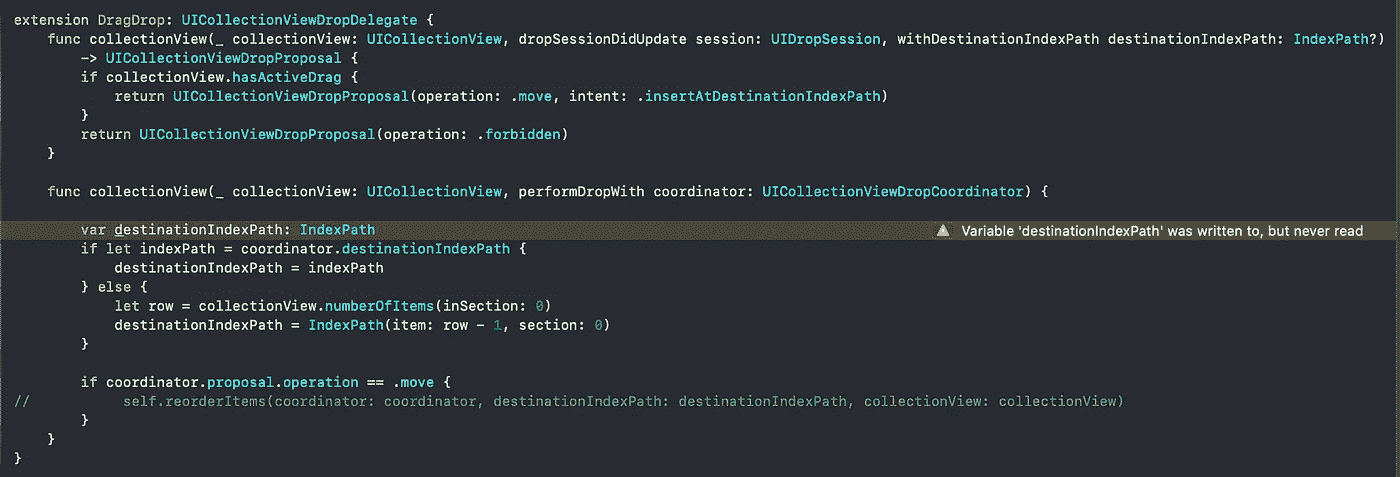 extension DragDrop: UICollectionViewDropDelegate {
    func collectionView(_ collectionView: UICollectionView, dropSessionDidUpdate session: UIDropSession, withDestinationIndexPath destinationIndexPath: IndexPath?)
        -> UICollectionViewDropProposal {
        if collectionView.hasActiveDrag {
            return UICollectionViewDropProposal(operation: .move, intent: .insertAtDestinationIndexPath)
        }
        return UICollectionViewDropProposal(operation: .forbidden)
    }
    func collectionView(_ collectionView: UICollectionView, performDropWith coordinator: UICollectionViewDropCoordinator) {
        var destinationIndexPath: IndexPath Variable 'destinationIndexPath' was written to, but never read
        if let indexPath = coordinator.destinationIndexPath {
            destinationIndexPath = indexPath
        } else {
            let row = collectionView.numberOfItems(inSection: 0)
            destinationIndexPath = IndexPath(item: row - 1, section: 0)
        }
        if coordinator.proposal.operation == .move {
//            self.reorderItems(coordinator: coordinator, destinationIndexPath: destinationIndexPath, collectionView: collectionView)
        }
    }
}